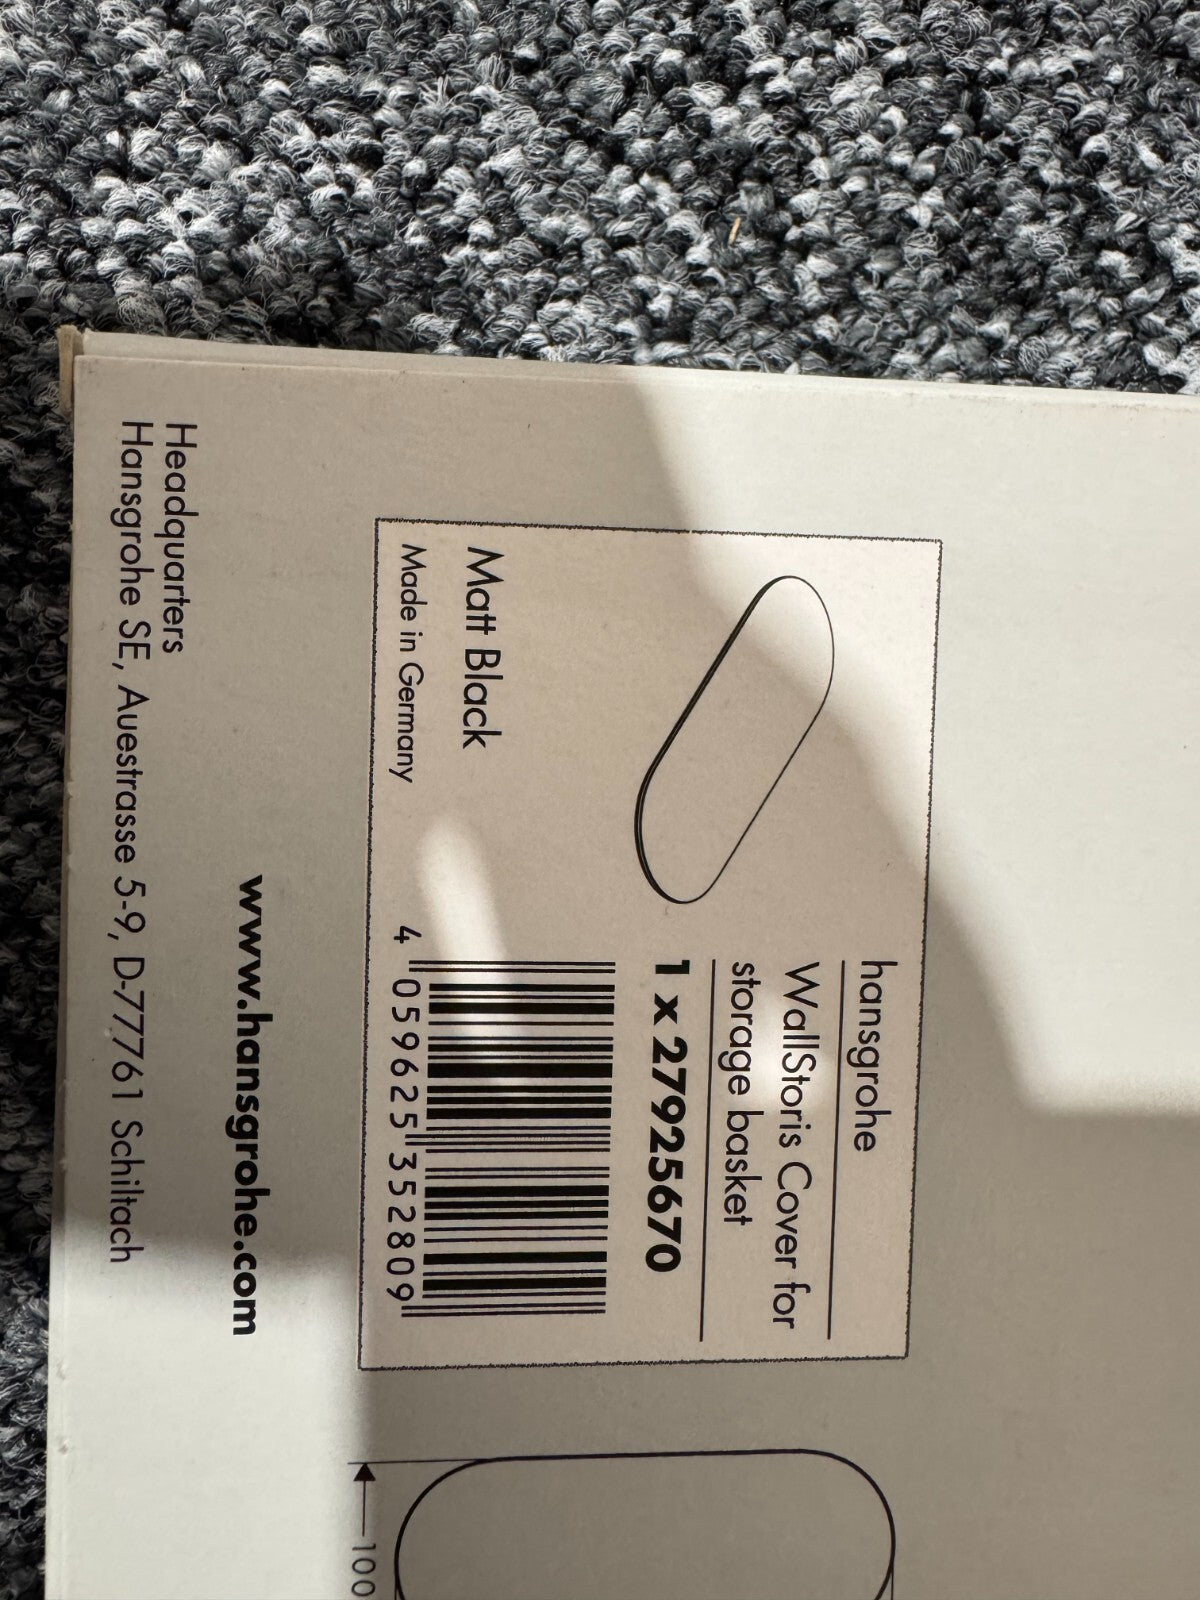 hansgrohe
WallStoris Cover for
storage basket
1 x 27925670
Matt Black
Made in Germany
4 059625 352809
www.hansgrohe.com
Headquarters
Hansgrohe SE, Auestrasse 5-9, D-77761 Schiltach
100